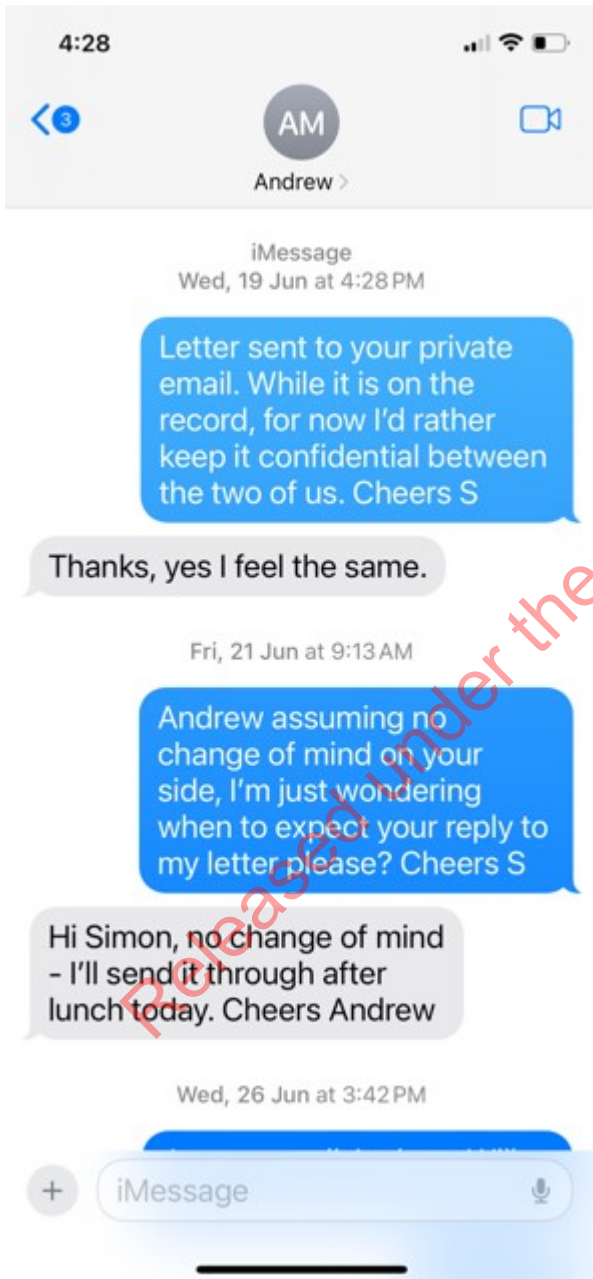 4:28
3
AM
Andrew
iMessage
Wed, 19 Jun at 4:28 PM
Letter sent to your private
email. While it is on the
record, for now I'd rather
keep it confidential between
the two of us. Cheers S
Thanks, yes I feel the same.
Fri, 21 Jun at 9:13 AM
Andrew assuming no
change of mind on your
side, I'm just wondering
when to expect your reply to
my letter please? Cheers S
Hi Simon, no change of mind
- I'll send it through after
lunch today. Cheers Andrew
Wed, 26 Jun at 3:42 PM
iMessage
Released under the